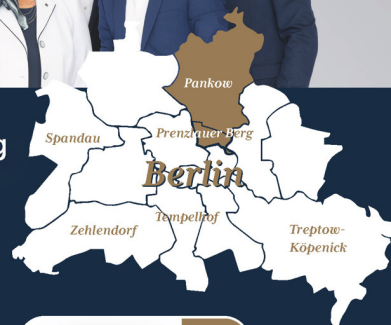 Pankow
Prenzlauer Berg
Spandau
Berlin
Tempelhof
Zehlendorf
Treptow-
Köpenick